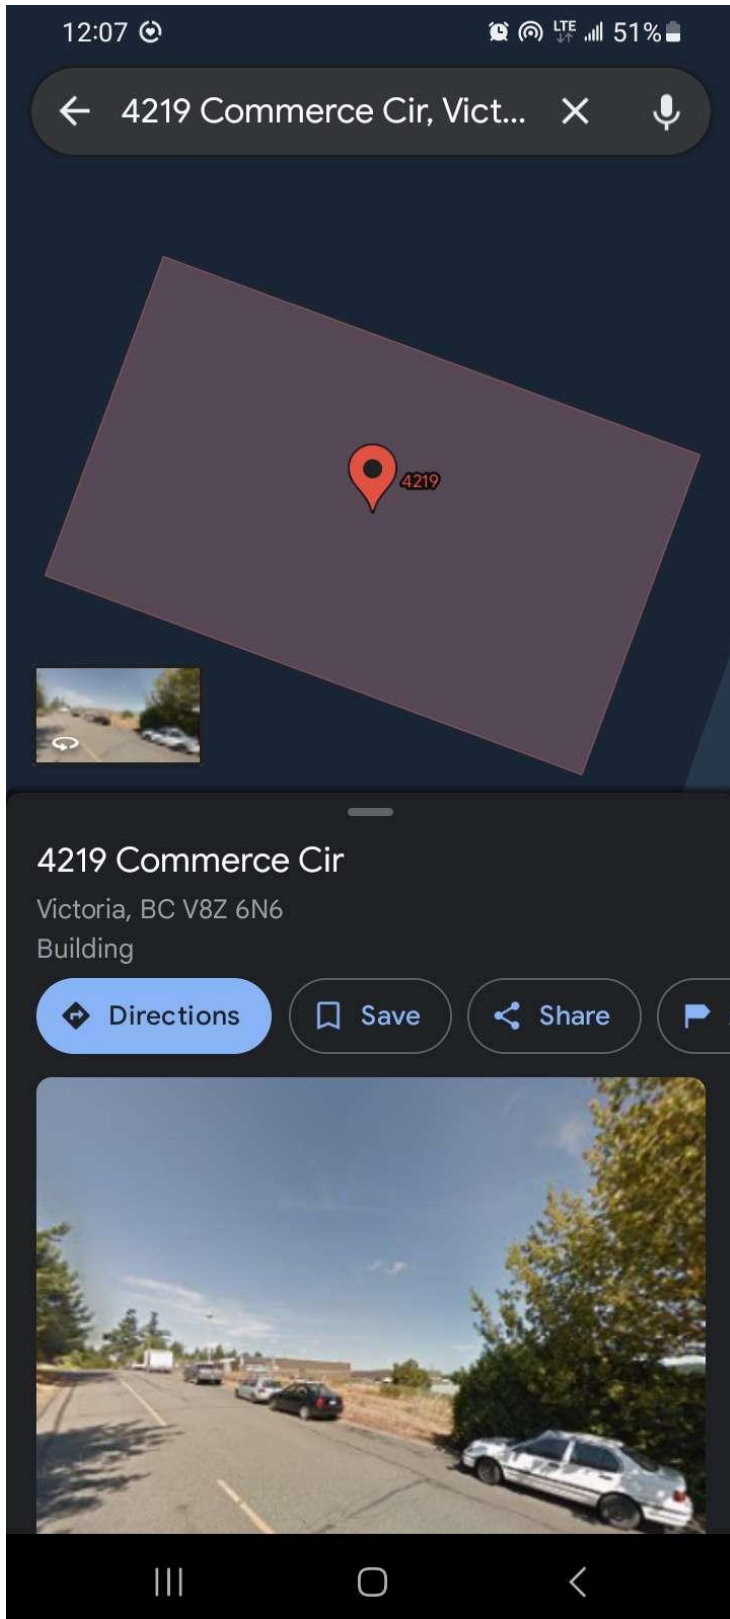 12:07
LTE
51%
4219 Commerce Cir, Vict...
4219
4219 Commerce Cir
Victoria, BC V8Z 6N6
Building
Directions
Save
Share